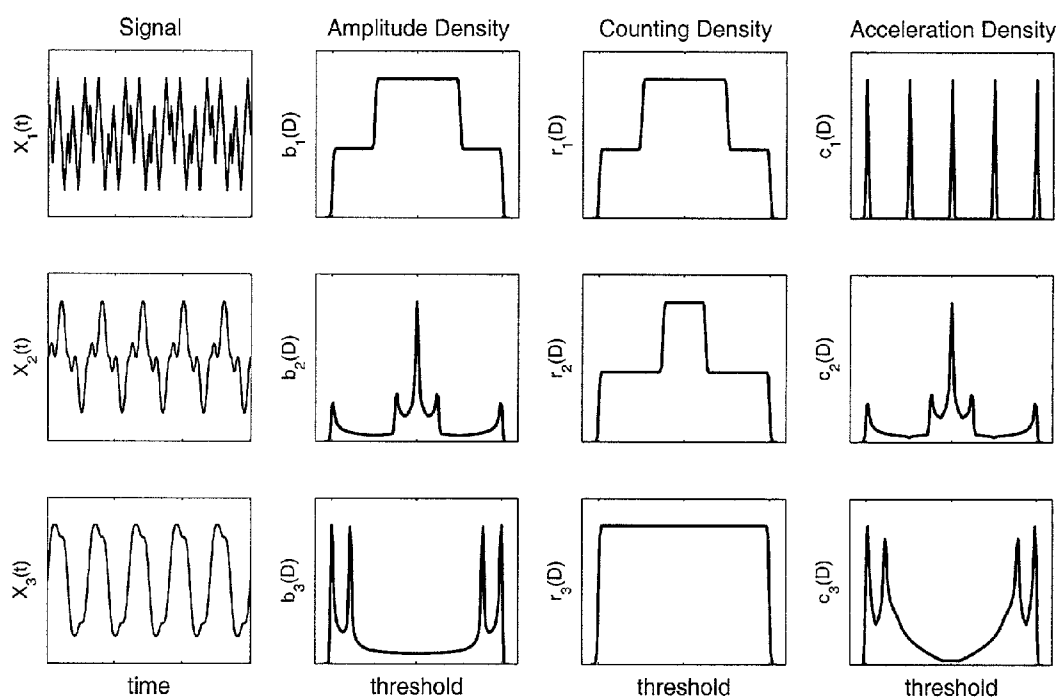 Signal
Amplitude Density
Counting Density
Acceleration Density
X₁(t)
b₁(D)
r₁(D)
c₁(D)
X₂(t)
b₂(D)
r₂(D)
c₂(D)
X₃(t)
b₃(D)
r₃(D)
c₃(D)
time
threshold
threshold
threshold